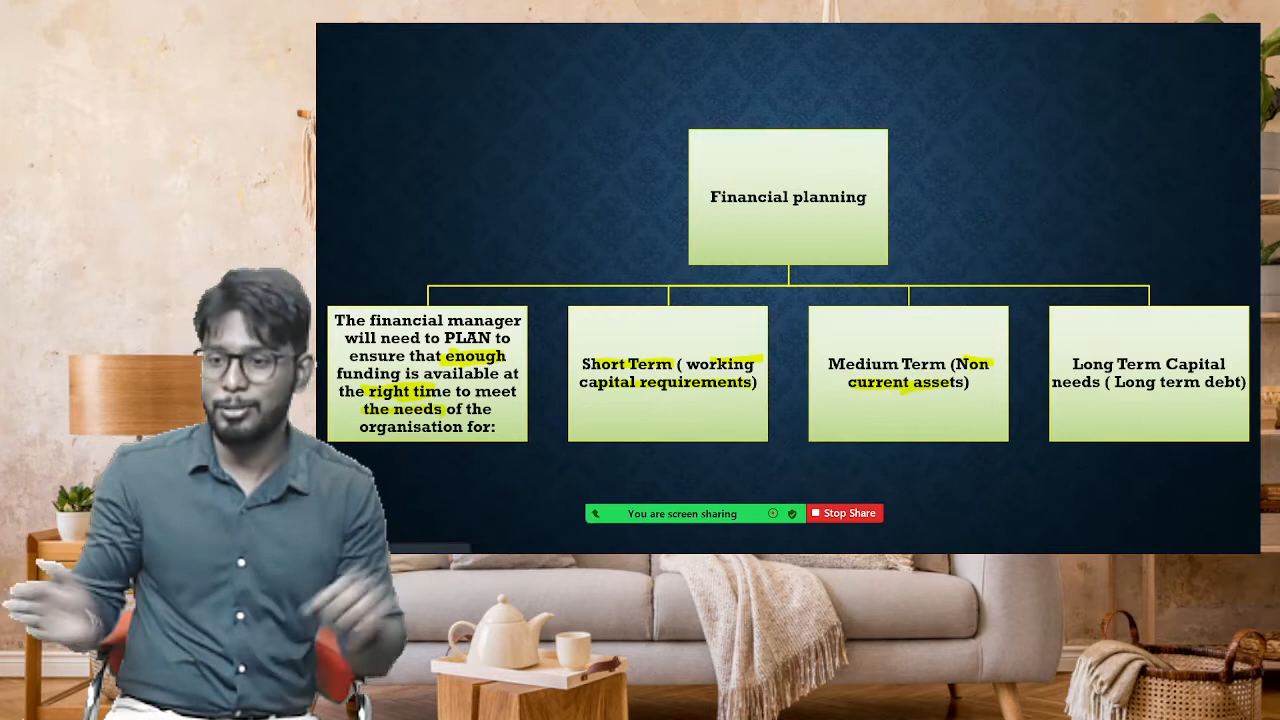 Financial planning
The financial manager
will need to PLAN to
ensure that enough
funding is available at
the right time to meet
the needs of the
organisation for:
Short Term ( working
capital requirements)
Medium Term (Non
current assets)
Long Term Capital
needs ( Long term debt)
You are screen sharing
Stop Share